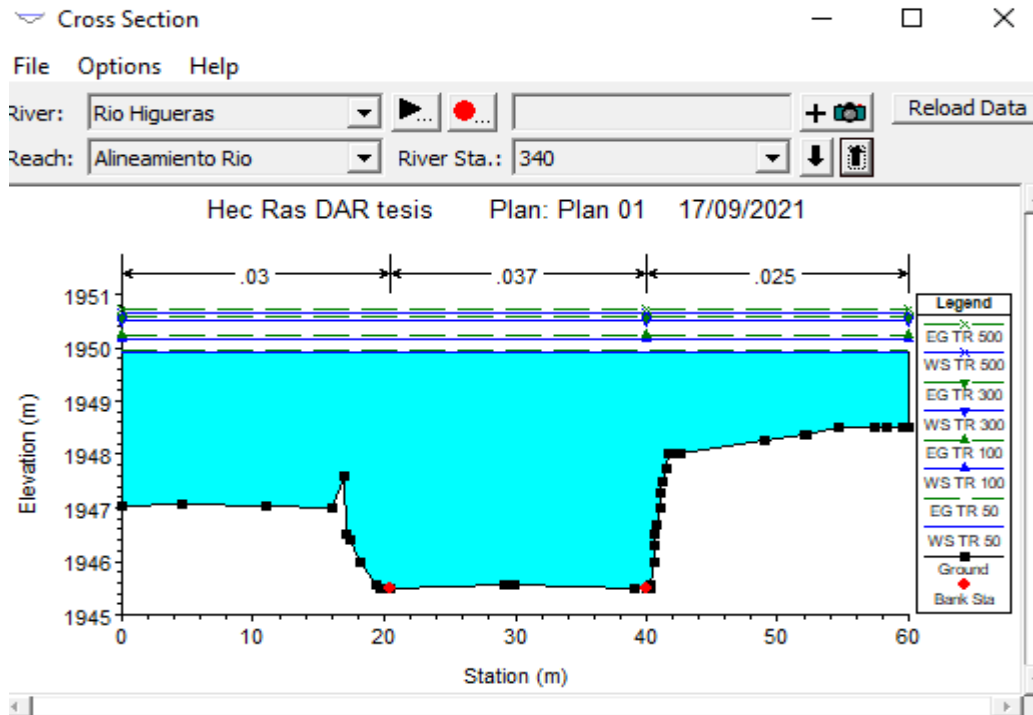 Cross Section
File Options Help
River: Rio Higueras Reload Data
Reach: Alineamiento Rio River Sta.: 340
Hec Ras DAR tesis Plan: Plan 01 17/09/2021
.03 .037 .025
1951
1950
1949
1948
1947
1946
1945
Elevation (m)
0 10 20 30 40 50 60
Station (m)
Legend
EG TR 500
WS TR 500
EG TR 300
WS TR 300
EG TR 100
WS TR 100
EG TR 50
WS TR 50
Ground
Bank Sta